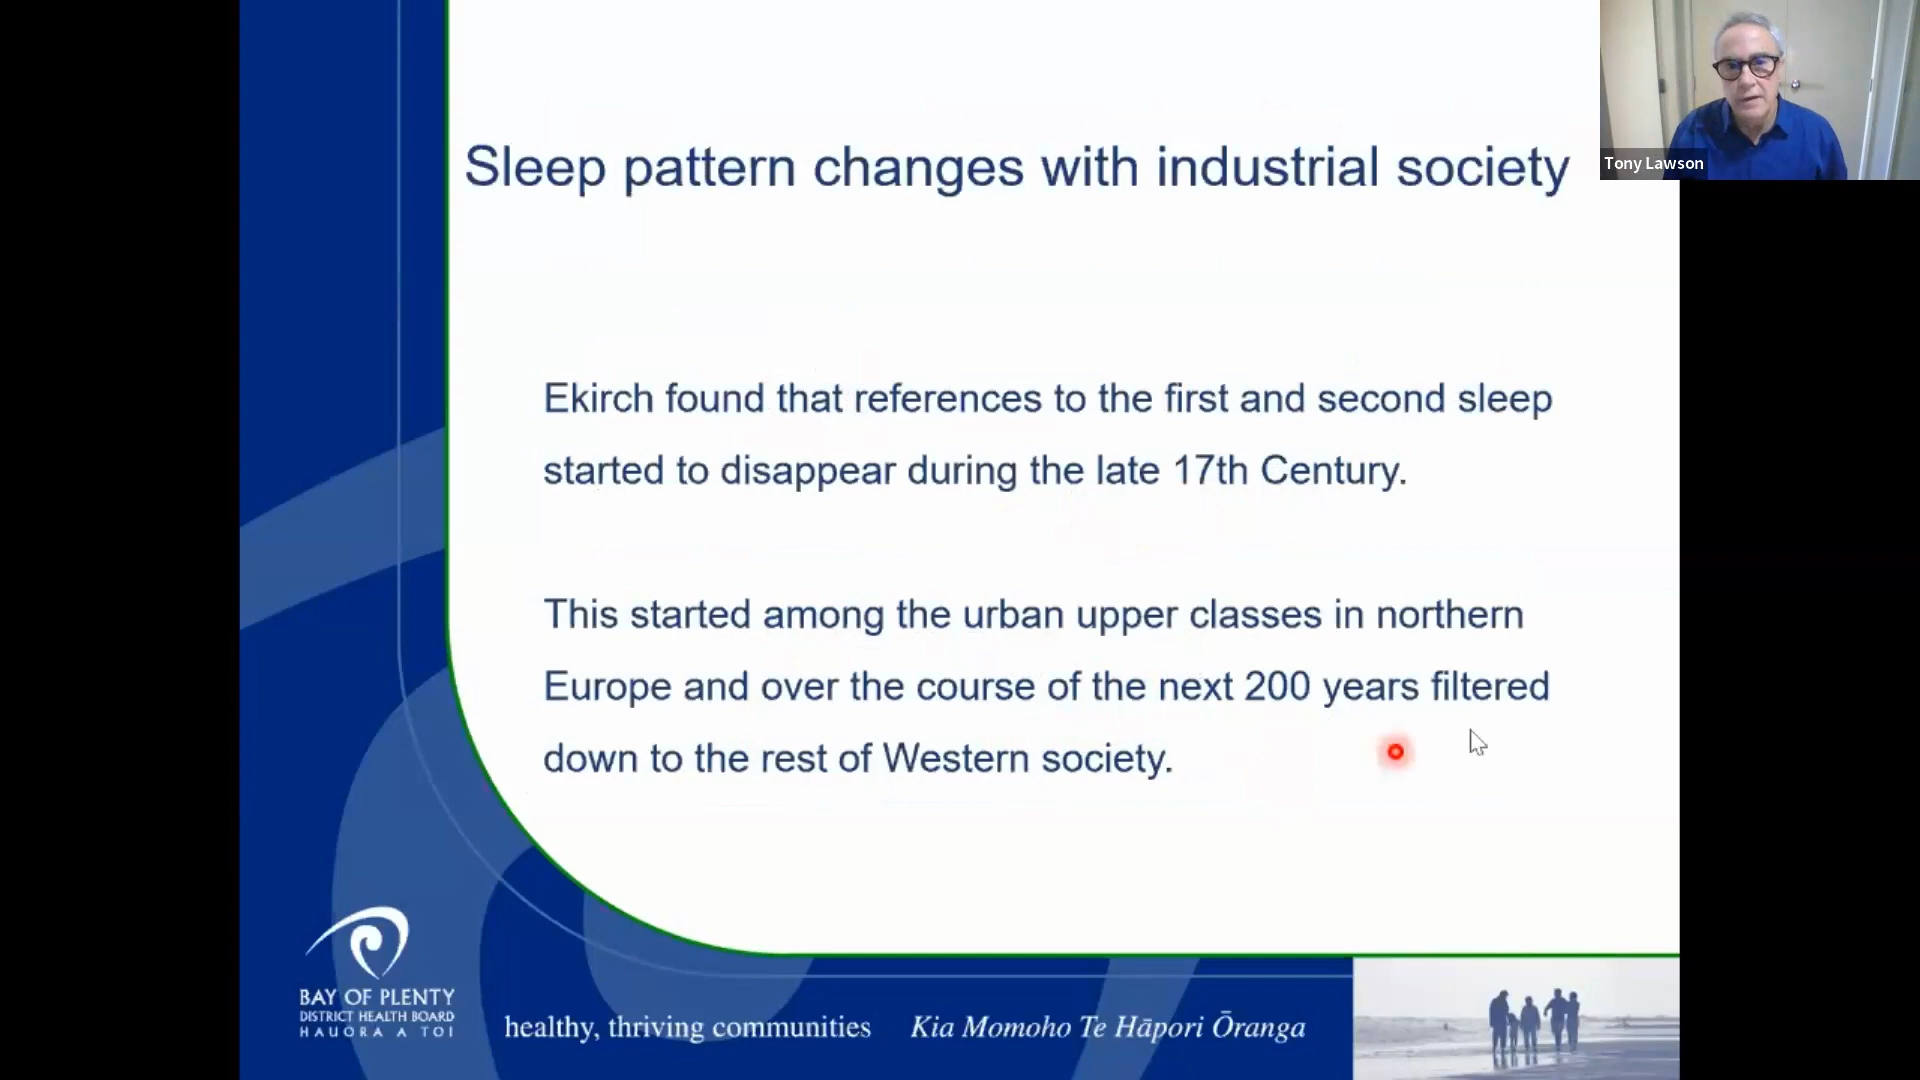 Sleep pattern changes with industrial society
Tony Lawson
Ekirch found that references to the first and second sleep
started to disappear during the late 17th Century.
This started among the urban upper classes in northern
Europe and over the course of the next 200 years filtered
down to the rest of Western society.
BAY OF PLENTY
DISTRICT HEALTH BOARD
HAUORA A TOI
healthy, thriving communities Kia Momoho Te Hāpori Ōranga